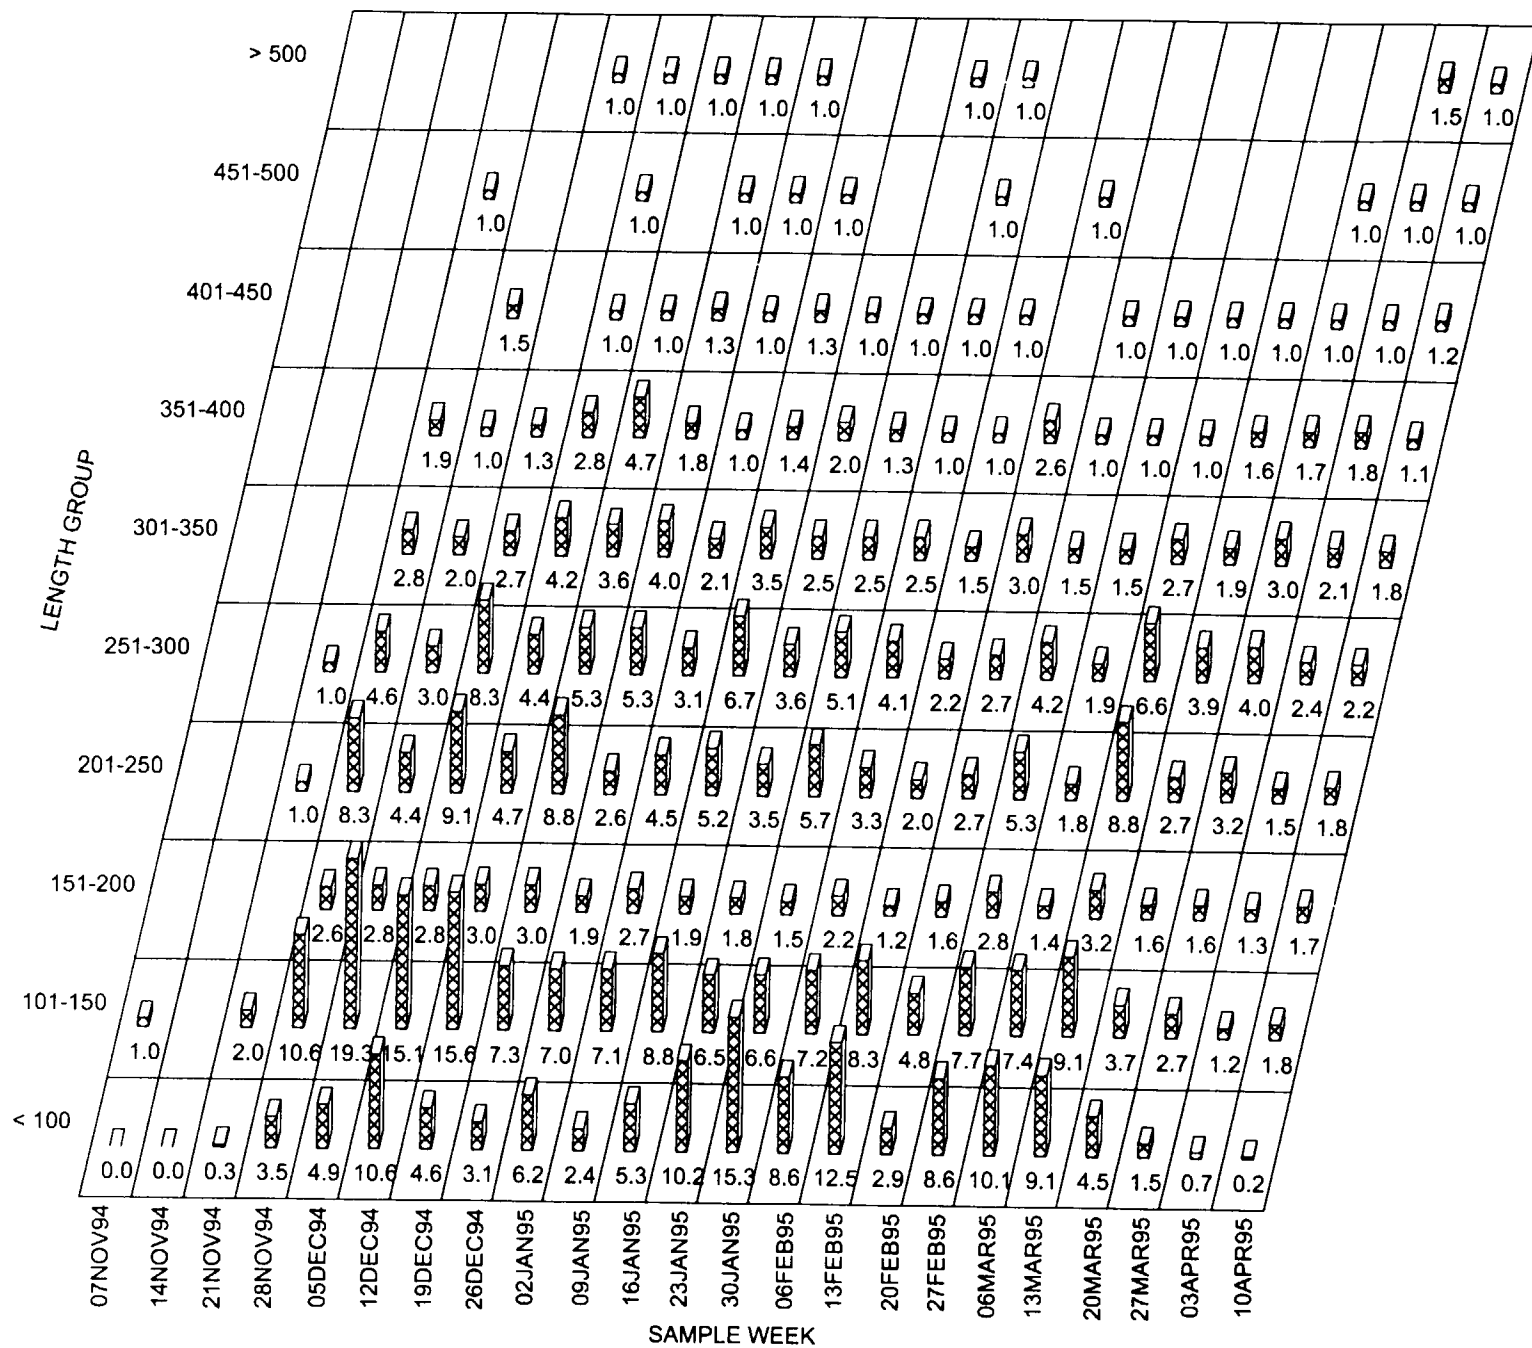 > 500
1.0 1.0 1.0 1.0 1.0 1.0 1.0 1.5 1.0
451-500
1.0 1.0 1.0 1.0 1.0 1.0 1.0 1.0 1.0 1.0
401-450
1.5 1.0 1.0 1.3 1.0 1.3 1.0 1.0 1.0 1.0 1.0 1.0 1.0 1.0 1.0 1.0 1.2
351-400
1.9 1.0 1.3 2.8 4.7 1.8 1.0 1.4 2.0 1.3 1.0 1.0 2.6 1.0 1.0 1.0 1.6 1.7 1.8 1.1
LENGTH GROUP
301-350
2.8 2.0 2.7 4.2 3.6 4.0 2.1 3.5 2.5 2.5 2.5 1.5 3.0 1.5 1.5 2.7 1.9 3.0 2.1 1.8
251-300
1.0 4.6 3.0 8.3 4.4 5.3 5.3 3.1 6.7 3.6 5.1 4.1 2.2 2.7 4.2 1.9 6.6 3.9 4.0 2.4 2.2
201-250
1.0 8.3 4.4 9.1 4.7 8.8 2.6 4.5 5.2 3.5 5.7 3.3 2.0 2.7 5.3 1.8 8.8 2.7 3.2 1.5 1.8
151-200
2.6 2.8 2.8 3.0 3.0 1.9 2.7 1.9 1.8 1.5 2.2 1.2 1.6 2.8 1.4 3.2 1.6 1.6 1.3 1.7
101-150
1.0 2.0 10.6 19.3 15.1 15.6 7.3 7.0 7.1 8.8 6.5 6.6 7.2 8.3 4.8 7.7 7.4 9.1 3.7 2.7 1.2 1.8
< 100
0.0 0.0 0.3 3.5 4.9 10.6 4.6 3.1 6.2 2.4 5.3 10.2 15.3 8.6 12.5 2.9 8.6 10.1 9.1 4.5 1.5 0.7 0.2
07NOV94
14NOV94
21NOV94
28NOV94
05DEC94
12DEC94
19DEC94
26DEC94
02JAN95
09JAN95
16JAN95
23JAN95
30JAN95
06FEB95
13FEB95
20FEB95
27FEB95
06MAR95
13MAR95
20MAR95
27MAR95
03APR95
10APR95
SAMPLE WEEK